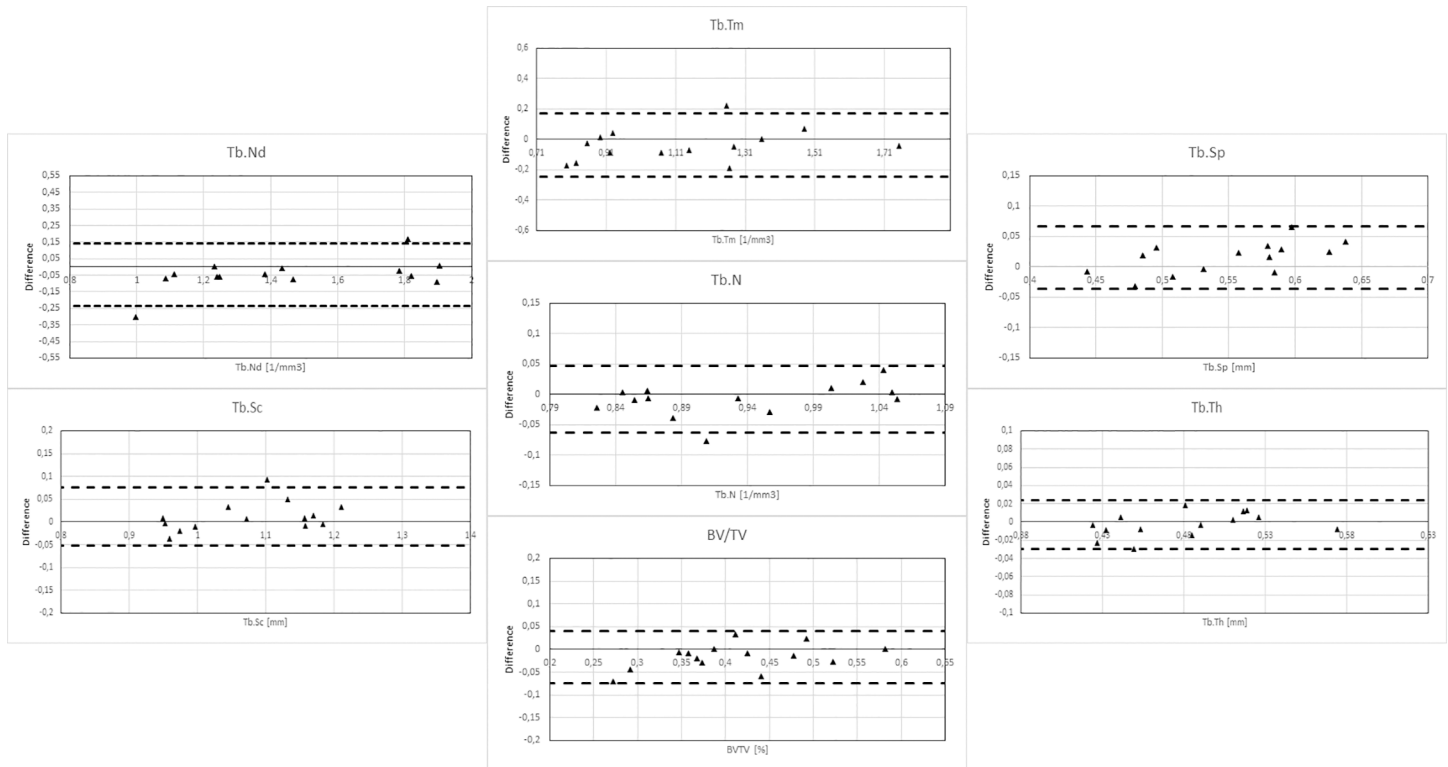 Tb.Tm
0,6
0,4
0,2
0
-0,2
-0,4
-0,6
Difference
0,71 0,91 1,11 1,31 1,51 1,71
Tb.Tm [1/mm3]
Tb.Nd
0,55
0,45
0,35
0,25
0,15
0,05
-0,05
-0,15
-0,25
-0,35
-0,45
-0,55
Difference
0,8 1 1,2 1,4 1,6 1,8 2
Tb.Nd [1/mm3]
Tb.N
0,15
0,1
0,05
0
-0,05
-0,1
-0,15
Difference
0,79 0,84 0,89 0,94 0,99 1,04 1,09
Tb.N [1/mm3]
Tb.Sp
0,15
0,1
0,05
0
-0,05
-0,1
-0,15
Difference
0,4 0,45 0,5 0,55 0,6 0,65 0,7
Tb.Sp [mm]
Tb.Sc
0,2
0,15
0,1
0,05
0
-0,05
-0,1
-0,15
-0,2
Difference
0,8 0,9 1 1,1 1,2 1,3 1,4
Tb.Sc [mm]
BV/TV
0,2
0,15
0,1
0,05
0
-0,05
-0,1
-0,15
-0,2
Difference
0,2 0,25 0,3 0,35 0,4 0,45 0,5 0,55 0,6 0,65
BVTV [%]
Tb.Th
0,1
0,08
0,06
0,04
0,02
0
-0,02
-0,04
-0,06
-0,08
-0,1
Difference
0,38 0,43 0,48 0,53 0,58 0,63
Tb.Th [mm]